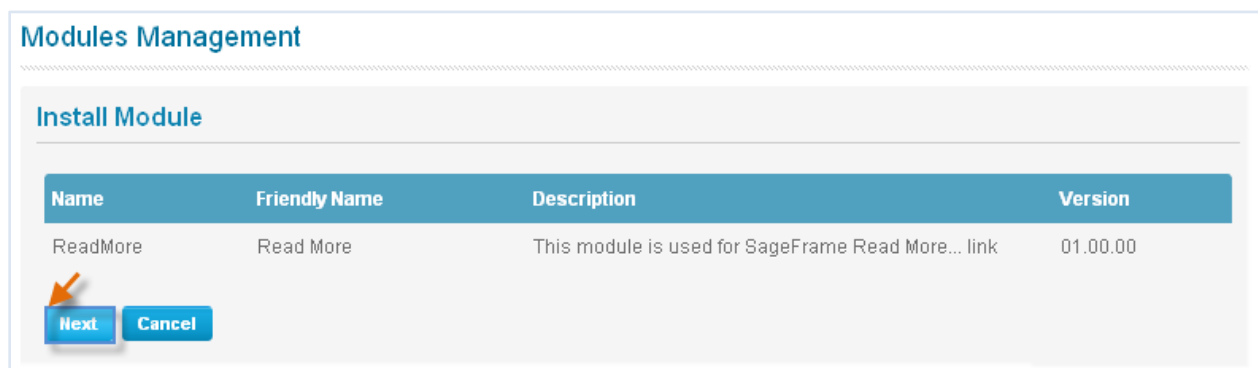 Modules Management
Install Module
Name Friendly Name Description Version
ReadMore Read More This module is used for SageFrame Read More... link 01.00.00
Next Cancel